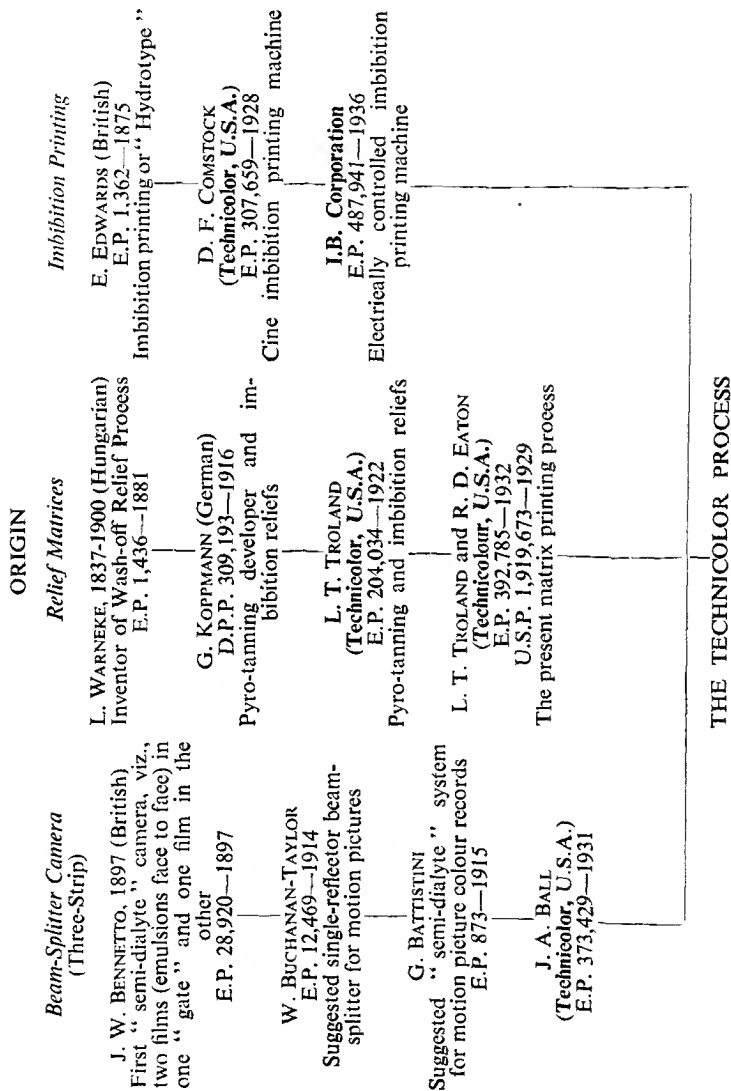 ORIGIN
Beam-Splitter Camera
(Three-Strip)
J. W. BENNETTO, 1897 (British)
First “ semi-dialyte ” camera, viz.,
two films (emulsions face to face) in
one “ gate ” and one film in the
other
E.P. 28,920—1897
W. BUCHANAN-TAYLOR
E.P. 12,469—1914
Suggested single-reflector beam-
splitter for motion pictures
G. BATTISTINI
Suggested “ semi-dialyte ” system
for motion picture colour records
E.P. 873—1915
J. A. BALL
(Technicolor, U.S.A.)
E.P. 373,429—1931
Relief Matrices
L. WARNEKE, 1837-1900 (Hungarian)
Inventor of Wash-off Relief Process
E.P. 1,436—1881
G. KOPPMANN (German)
D.P.P. 309,193—1916
Pyro-tanning developer and im-
bibition reliefs
L. T. TROLAND
(Technicolor, U.S.A.)
E.P. 204,034—1922
Pyro-tanning and imbibition reliefs
L. T. TROLAND and R. D. EATON
(Technicolour, U.S.A.)
E.P. 392,785—1932
U.S.P. 1,919,673—1929
The present matrix printing process
Imbibition Printing
E. EDWARDS (British)
E.P. 1,362—1875
Imbibition printing or “ Hydrotype ”
D. F. COMSTOCK
(Technicolor, U.S.A.)
E.P. 307,659—1928
Cine imbibition printing machine
I.B. Corporation
E.P. 487,941—1936
Electrically controlled imbibition
printing machine
THE TECHNICOLOR PROCESS